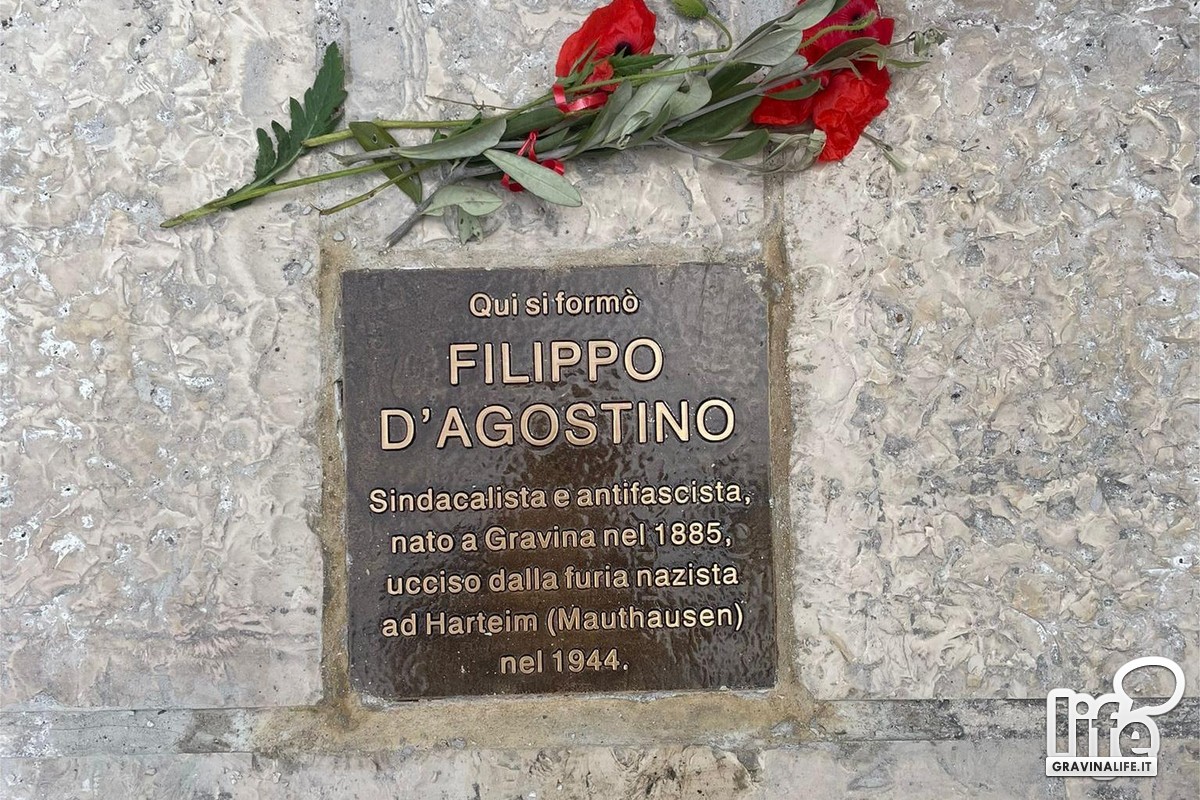 Qui si formò
FILIPPO
D'AGOSTINO
Sindacalista e antifascista,
nato a Gravina nel 1885,
ucciso dalla furia nazista
ad Harteim (Mauthausen)
nel 1944.
life
GRAVINALIFE.IT